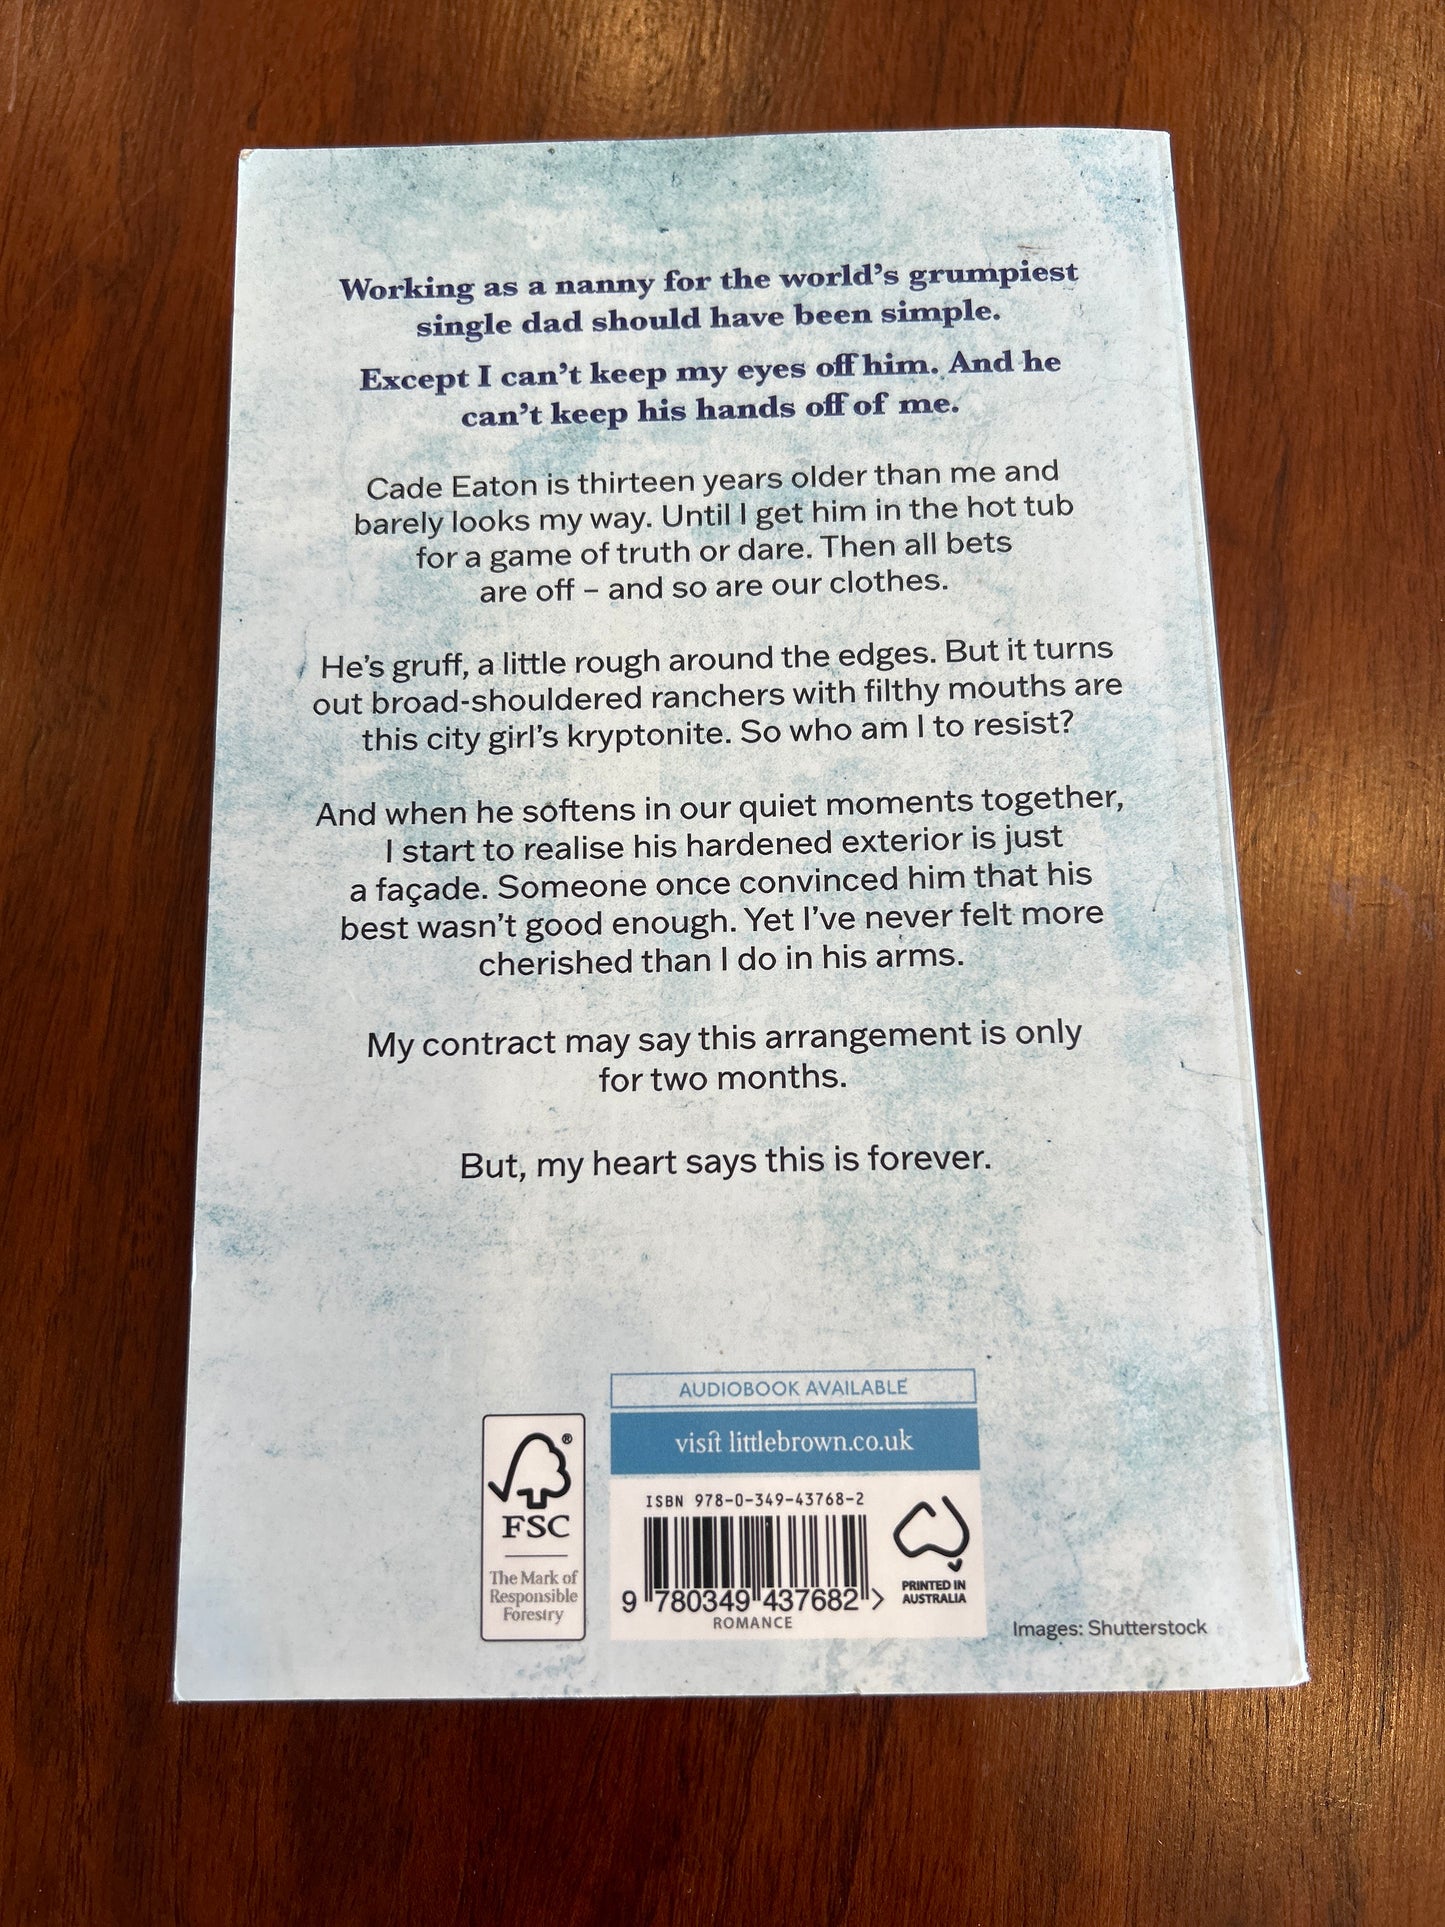 Working as a nanny for the world's grumpiest
single dad should have been simple.
Except I can't keep my eyes off him. And he
can't keep his hands off of me.
Cade Eaton is thirteen years older than me and
barely looks my way. Until I get him in the hot tub
for a game of truth or dare. Then all bets
are off – and so are our clothes.
He's gruff, a little rough around the edges. But it turns
out broad-shouldered ranchers with filthy mouths are
this city girl's kryptonite. So who am I to resist?
And when he softens in our quiet moments together,
I start to realise his hardened exterior is just
a façade. Someone once convinced him that his
best wasn't good enough. Yet I've never felt more
cherished than I do in his arms.
My contract may say this arrangement is only
for two months.
But, my heart says this is forever.
AUDIOBOOK AVAILABLE
visit littlebrown.co.uk
®
FSC
The Mark of
Responsible
Forestry
ISBN 978-0-349-43768-2
9 780349 437682 >
ROMANCE
PRINTED IN
AUSTRALIA
Images: Shutterstock